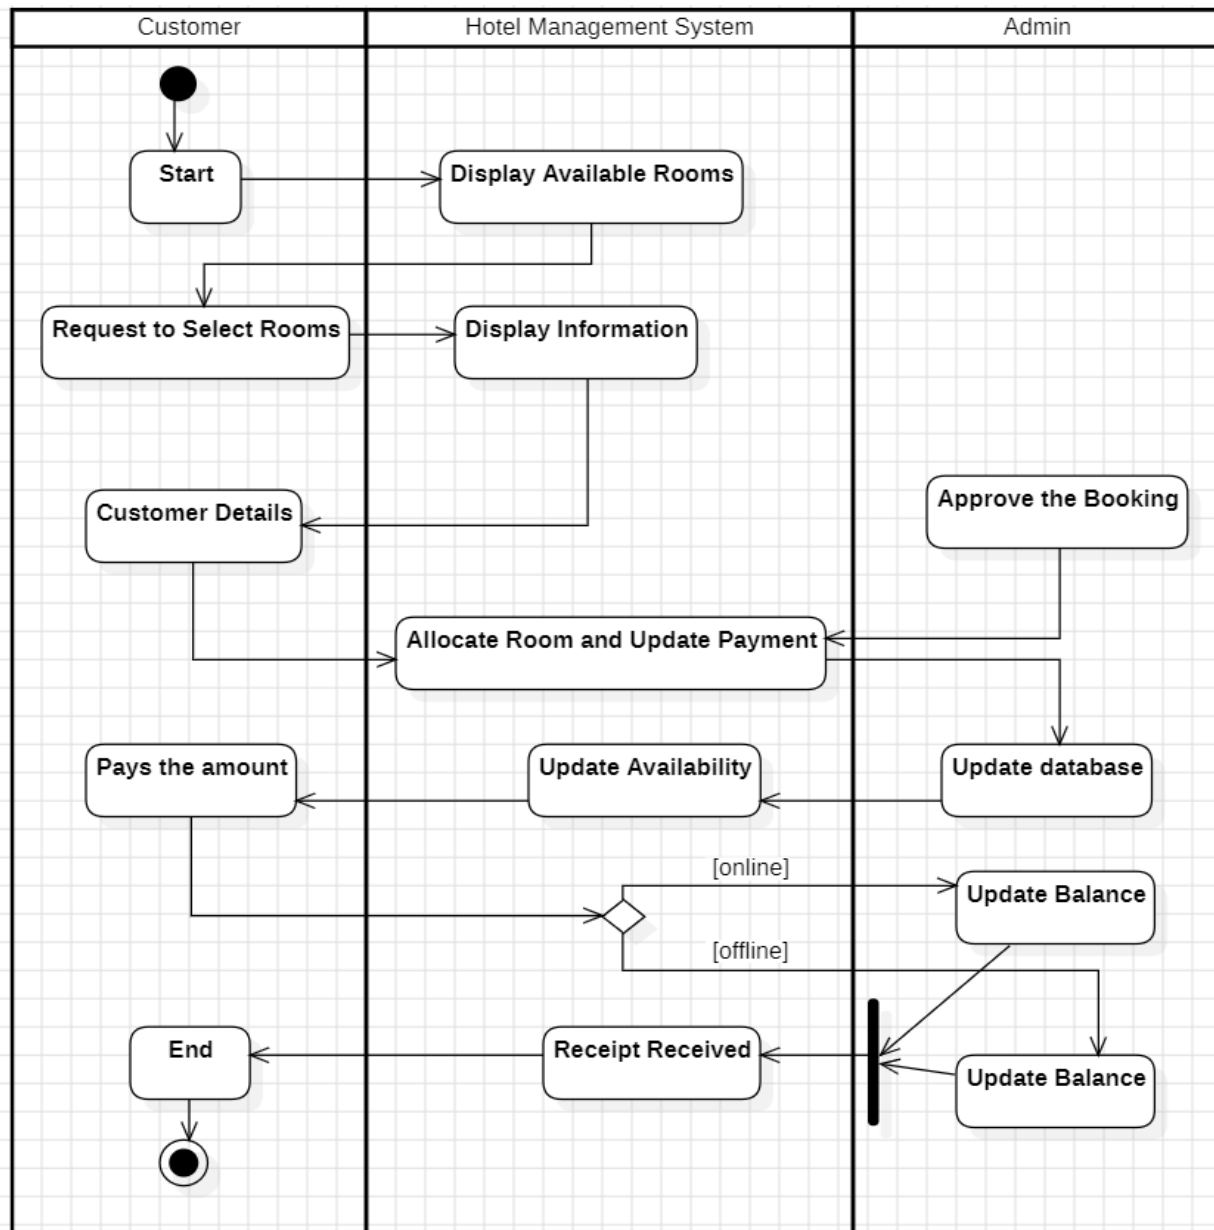 Customer
Hotel Management System
Admin
Start
Display Available Rooms
Request to Select Rooms
Display Information
Customer Details
Approve the Booking
Allocate Room and Update Payment
Pays the amount
Update Availability
Update database
[online]
Update Balance
[offline]
End
Receipt Received
Update Balance